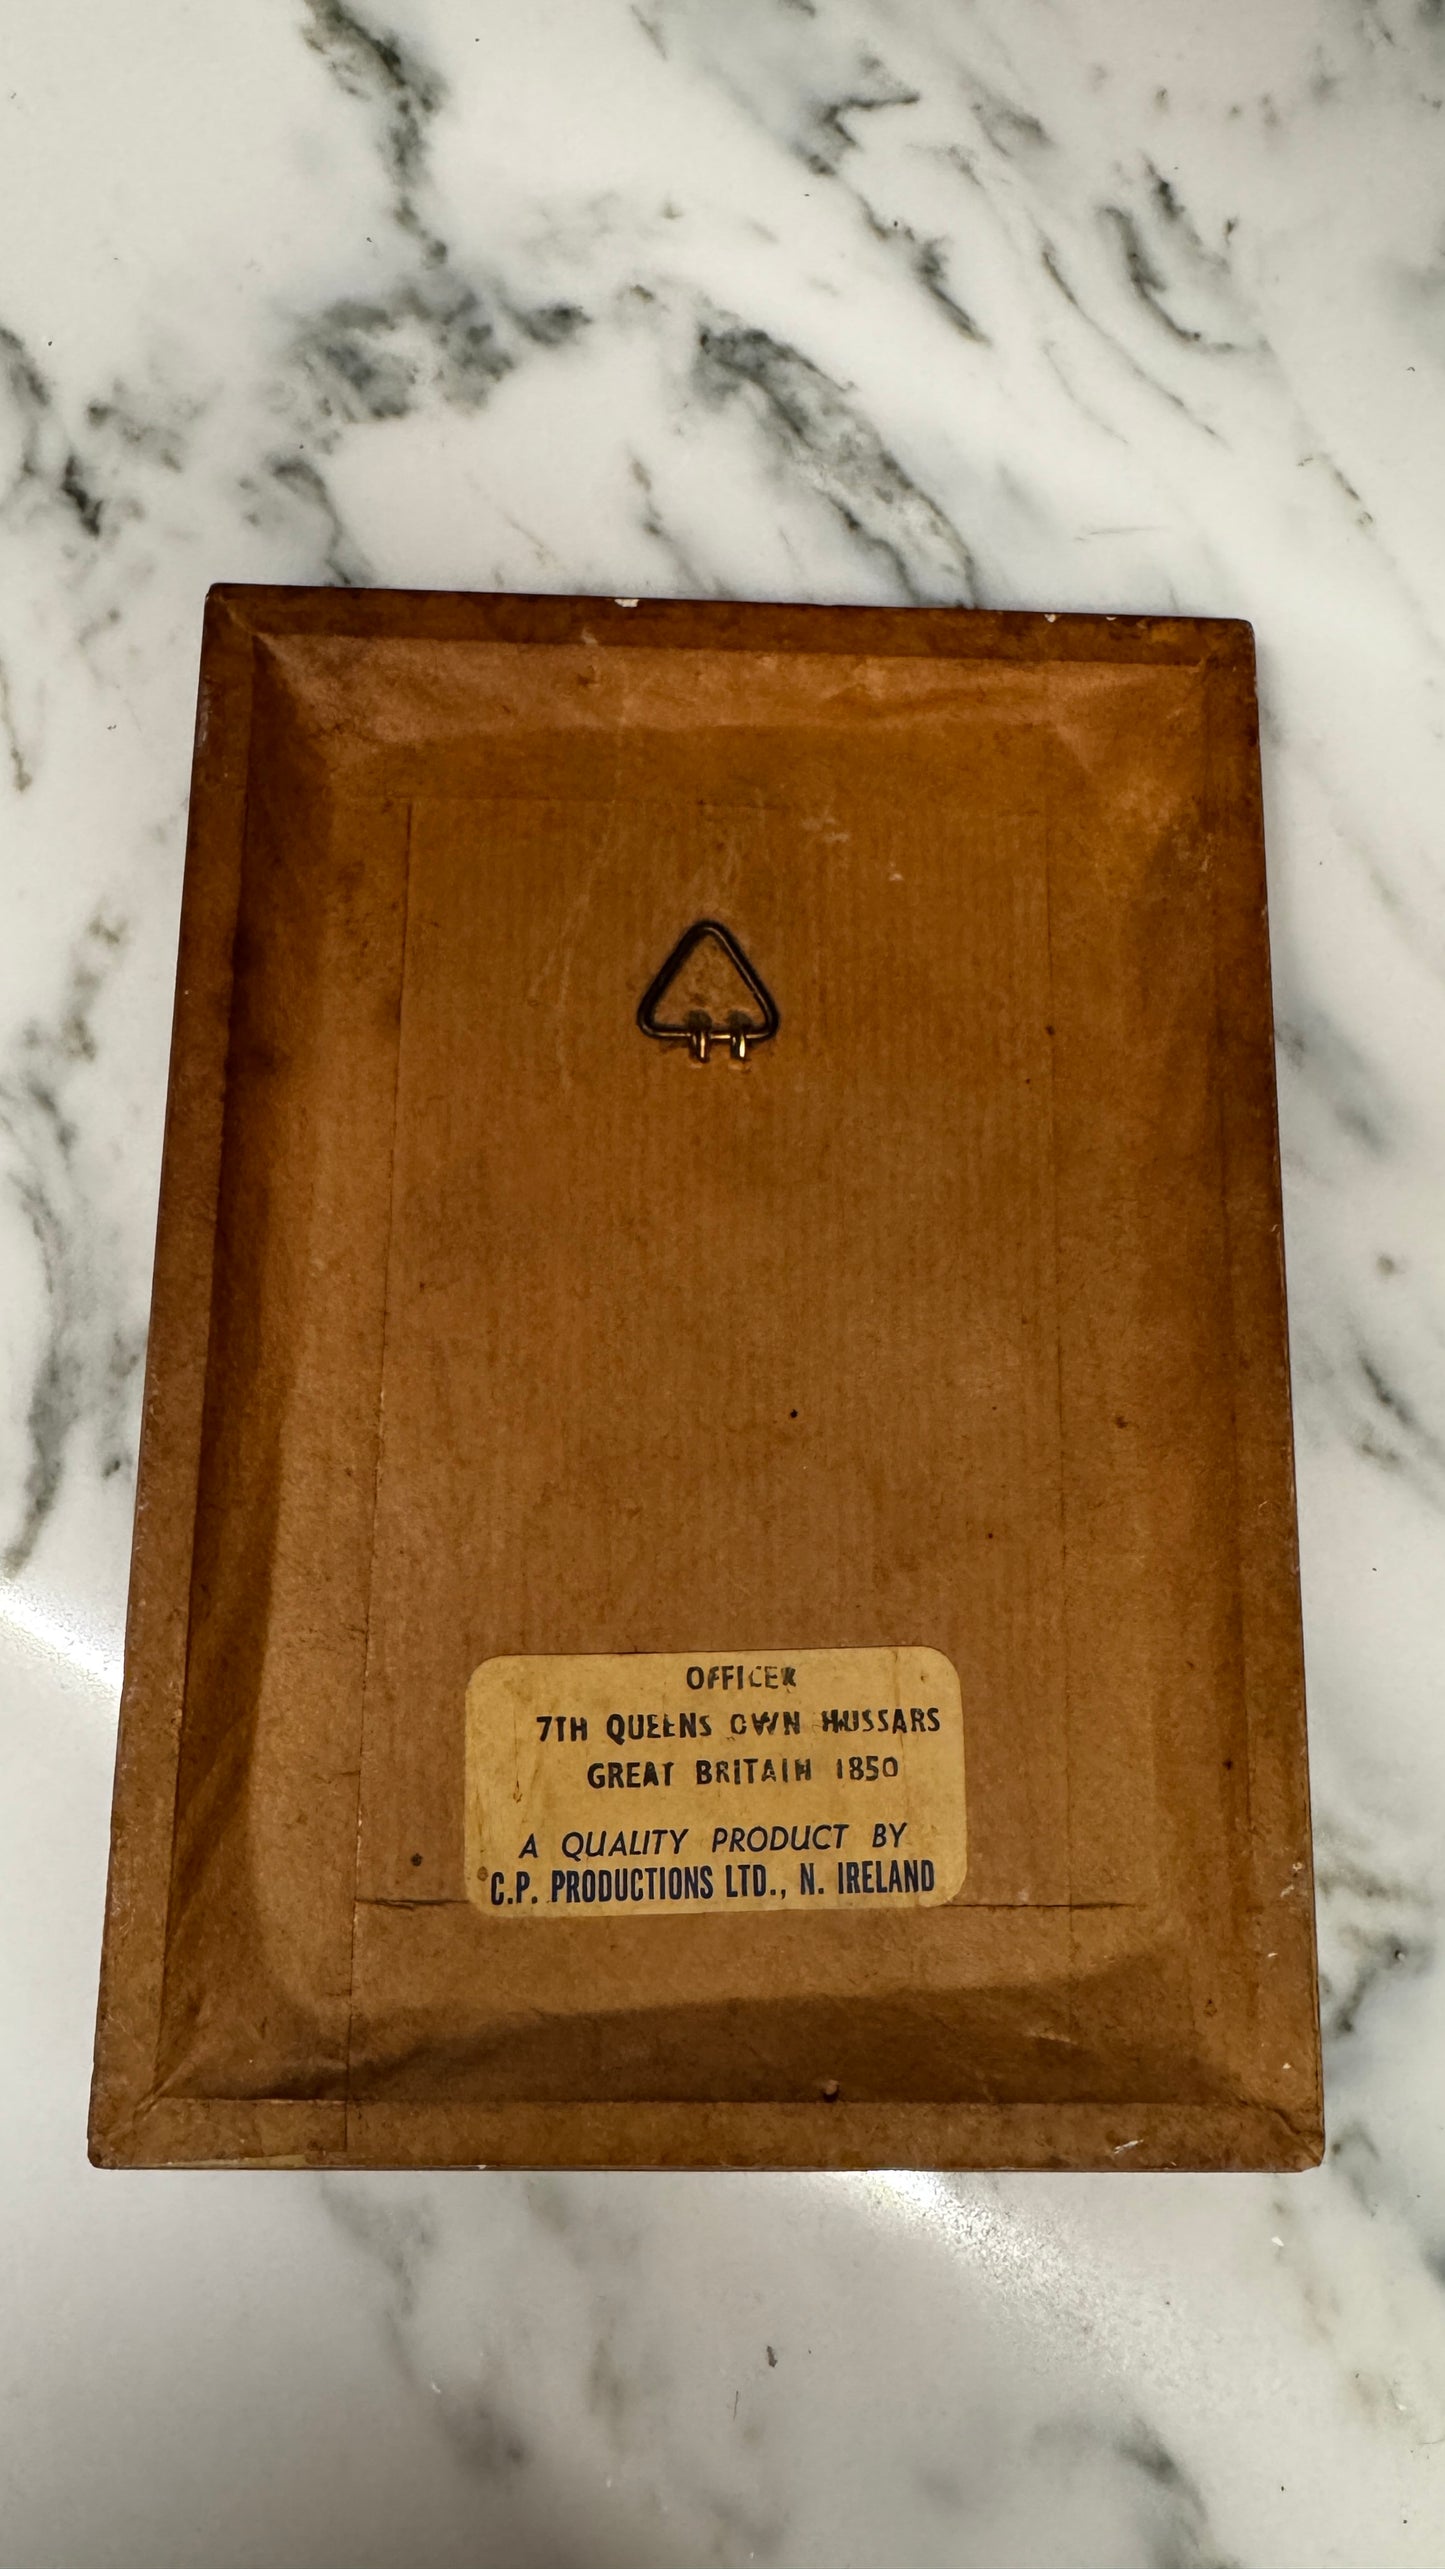 OFFICER
7TH QUEENS OWN HUSSARS
GREAT BRITAIN 1850
A QUALITY PRODUCT BY
C.P. PRODUCTIONS LTD., N. IRELAND